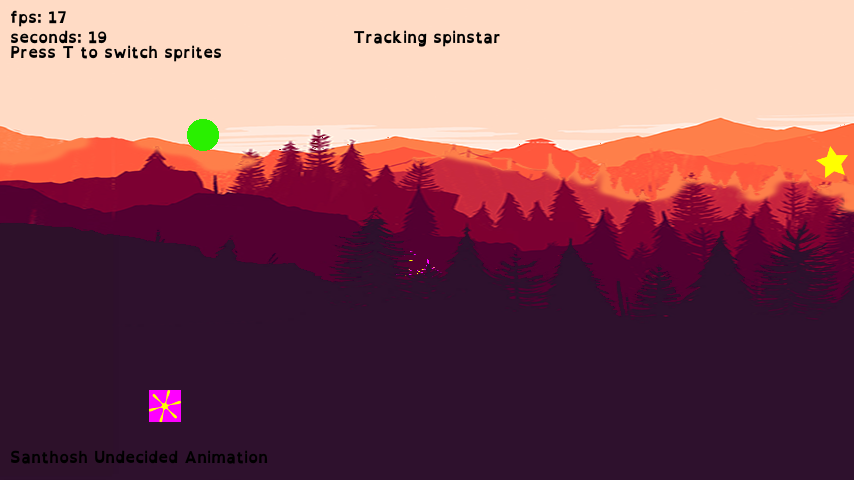 fps: 17
seconds: 19
Press T to switch sprites
Tracking spinstar
Santhosh Undecided Animation